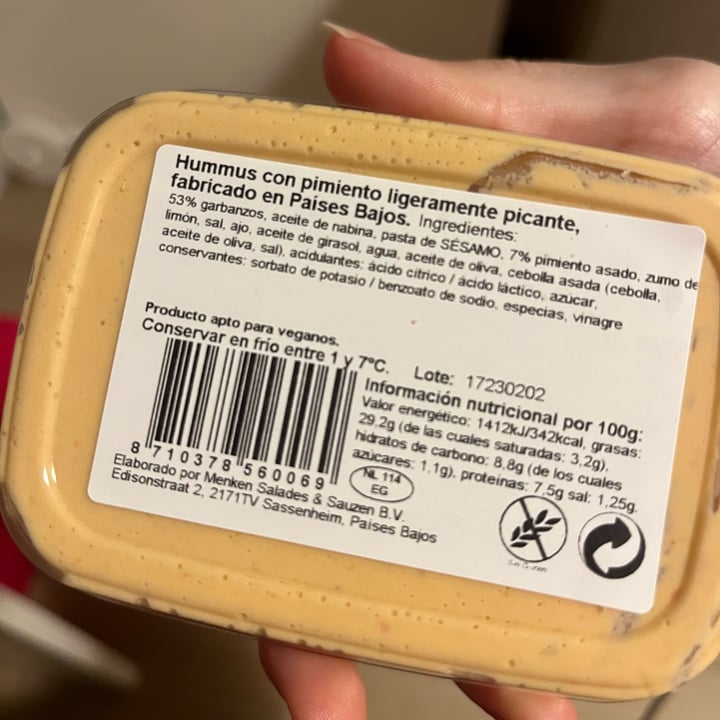 Hummus con pimiento ligeramente picante,
fabricado en Países Bajos. Ingredientes:
53% garbanzos, aceite de nabina, pasta de SÉSAMO, 7% pimiento asado, zumo de
limón, sal, ajo, aceite de girasol, agua, aceite de oliva, cebolla asada (cebolla,
aceite de oliva, sal), acidulantes: ácido cítrico / ácido láctico, azúcar,
conservantes: sorbato de potasio / benzoato de sodio, especias, vinagre
Producto apto para veganos.
Conservar en frío entre 1 y 7°C. Lote: 17230202
Información nutricional por 100g:
Valor energético: 1412kJ/342kcal, grasas:
29,2g (de las cuales saturadas: 3,2g),
hidratos de carbono: 8,8g (de los cuales
azúcares: 1,1g), proteínas: 7,5g sal: 1,25g.
8 710378 560069
NL 114
EG
Elaborado por Menken Salades & Sauzen B.V.
Edisonstraat 2, 2171TV Sassenheim, Países Bajos
Sin Gluten